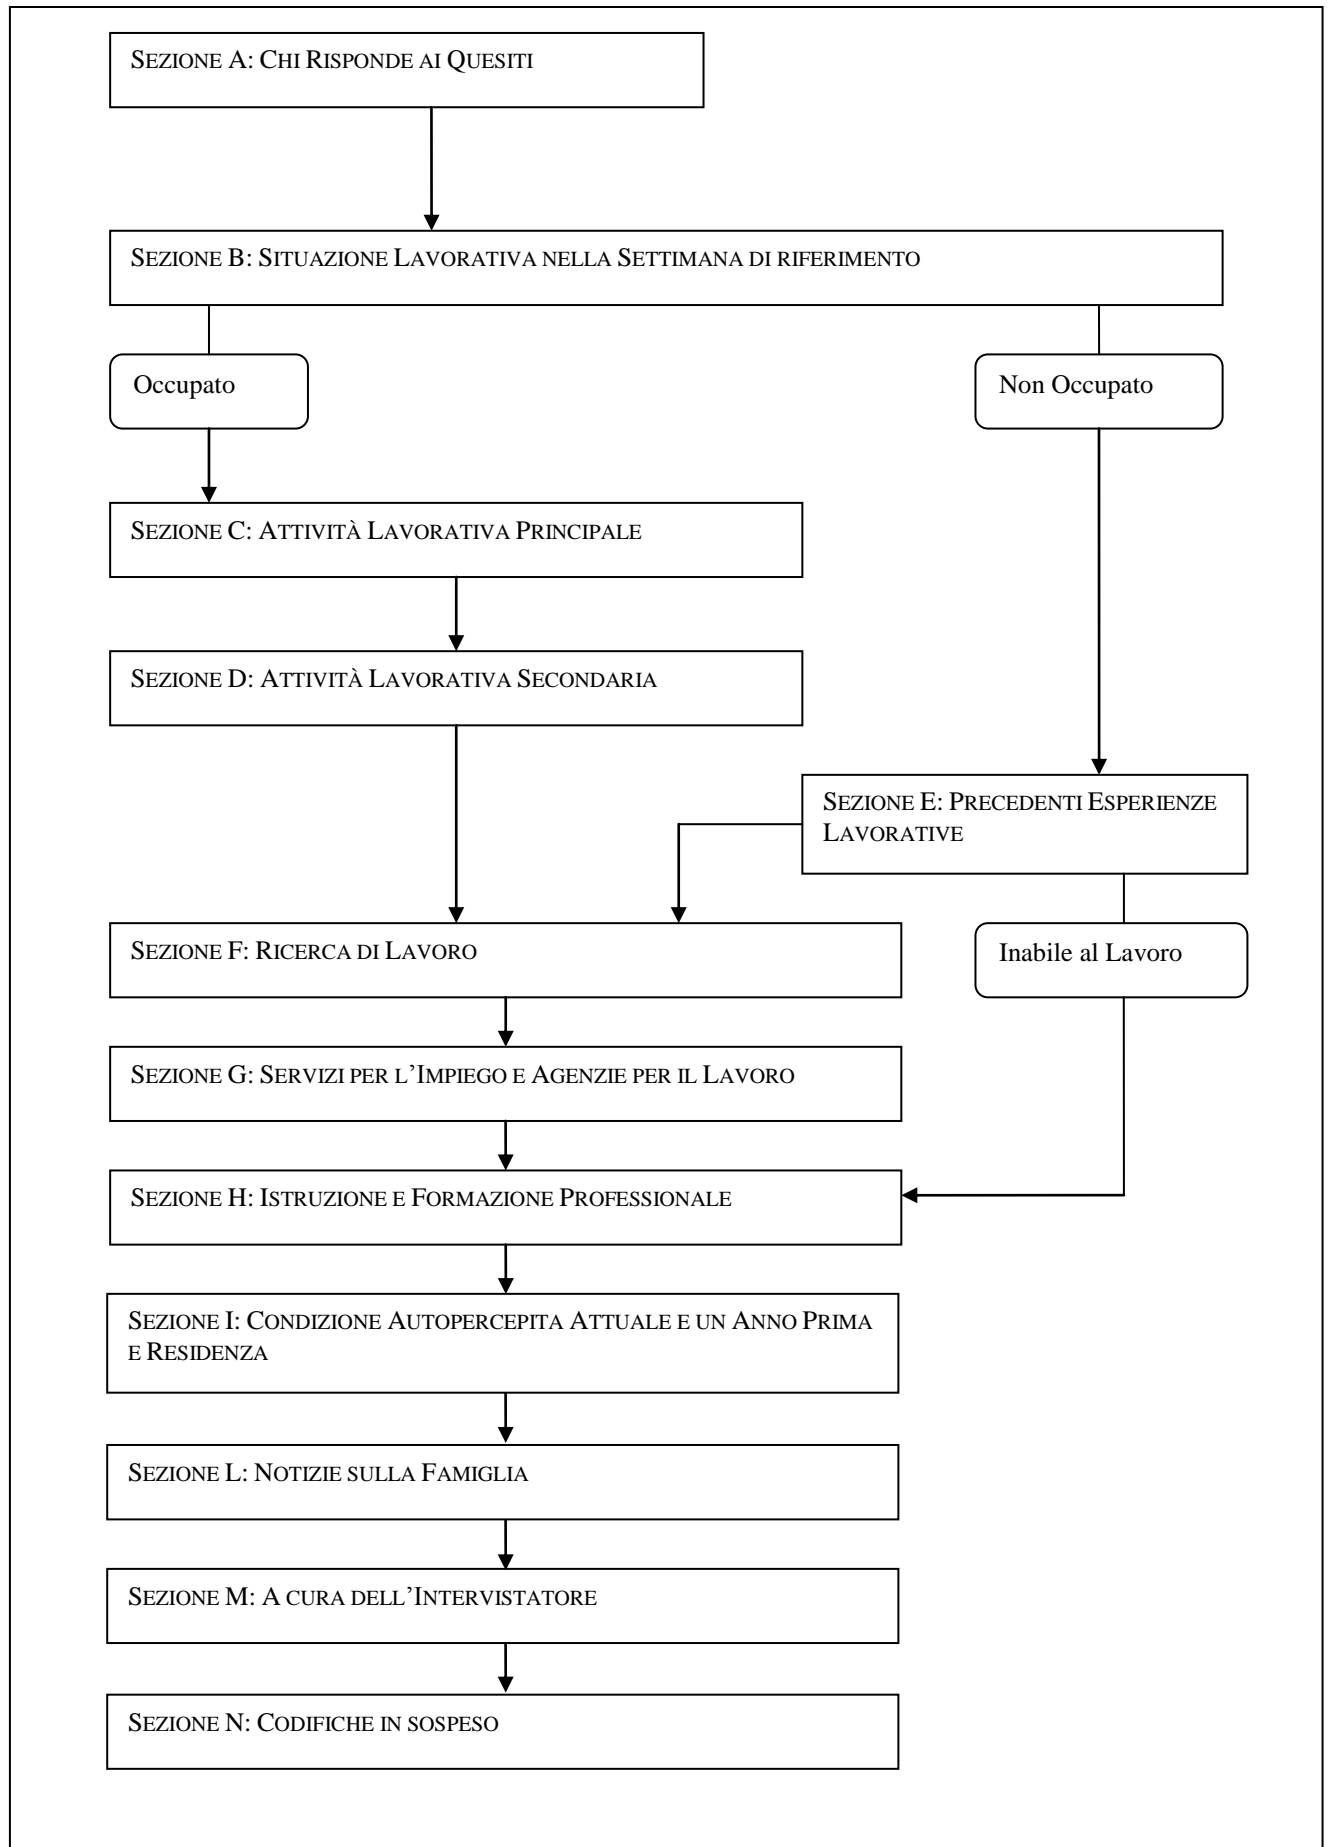 SEZIONE A: CHI RISPONDE AI QUESITI
SEZIONE B: SITUAZIONE LAVORATIVA NELLA SETTIMANA DI RIFERIMENTO
Occupato
Non Occupato
SEZIONE C: ATTIVITÀ LAVORATIVA PRINCIPALE
SEZIONE D: ATTIVITÀ LAVORATIVA SECONDARIA
SEZIONE E: PRECEDENTI ESPERIENZE
LAVORATIVE
SEZIONE F: RICERCA DI LAVORO
Inabile al Lavoro
SEZIONE G: SERVIZI PER L'IMPIEGO E AGENZIE PER IL LAVORO
SEZIONE H: ISTRUZIONE E FORMAZIONE PROFESSIONALE
SEZIONE I: CONDIZIONE AUTOPERCEPITA ATTUALE E UN ANNO PRIMA
E RESIDENZA
SEZIONE L: NOTIZIE SULLA FAMIGLIA
SEZIONE M: A CURA DELL'INTERVISTATORE
SEZIONE N: CODIFICHE IN SOSPESO